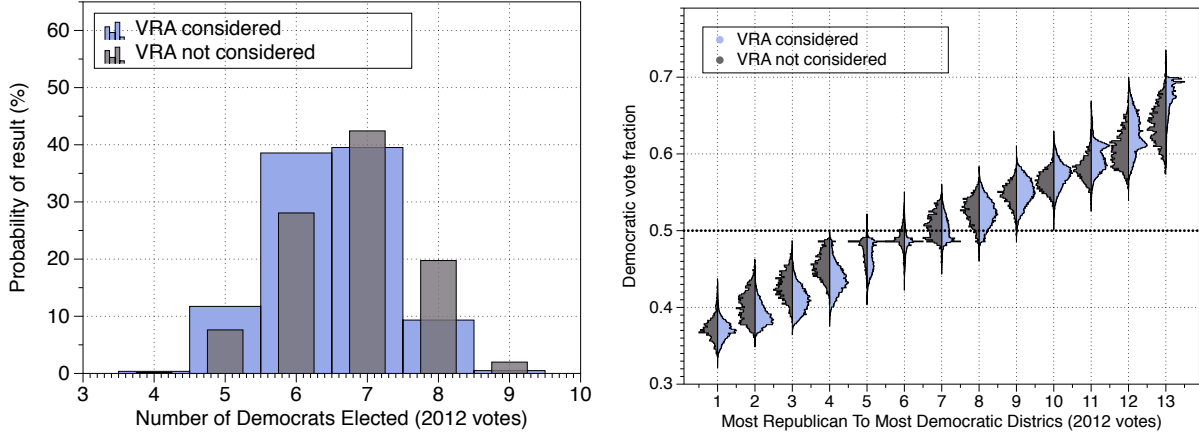 VRA considered
VRA not considered
60
50
40
30
20
10
0
Probability of result (%)
3 4 5 6 7 8 9 10
Number of Democrats Elected (2012 votes)
VRA considered
VRA not considered
0.7
0.6
0.5
0.4
0.3
Democratic vote fraction
1 2 3 4 5 6 7 8 9 10 11 12 13
Most Republican To Most Democratic Districs (2012 votes)